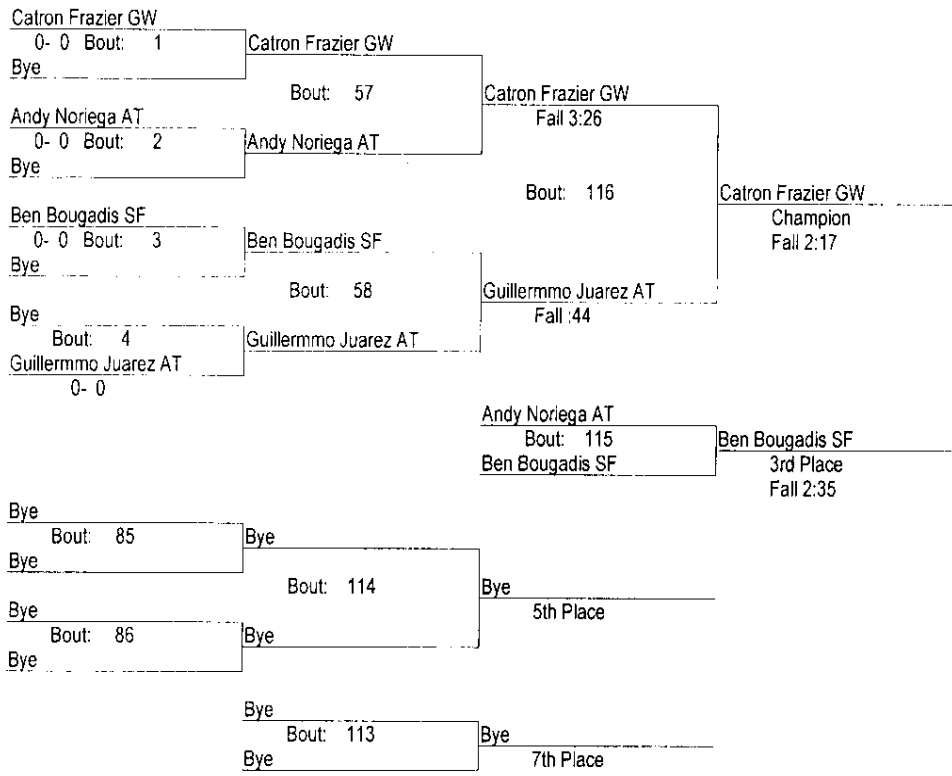 Catron Frazier GW
0- 0 Bout: 1
Bye
Catron Frazier GW
Bout: 57
Andy Noriega AT
0- 0 Bout: 2
Bye
Andy Noriega AT
Catron Frazier GW
Fall 3:26
Bout: 116
Ben Bougadis SF
0- 0 Bout: 3
Bye
Ben Bougadis SF
Bout: 58
Bye
Bout: 4
Guillermmo Juarez AT
0- 0
Guillermmo Juarez AT
Guillermmo Juarez AT
Fall :44
Catron Frazier GW
Champion
Fall 2:17
Andy Noriega AT
Bout: 115
Ben Bougadis SF
Ben Bougadis SF
3rd Place
Fall 2:35
Bye
Bout: 85
Bye
Bye
Bout: 114
Bye
Bout: 86
Bye
Bye
Bye
5th Place
Bye
Bout: 113
Bye
Bye
7th Place